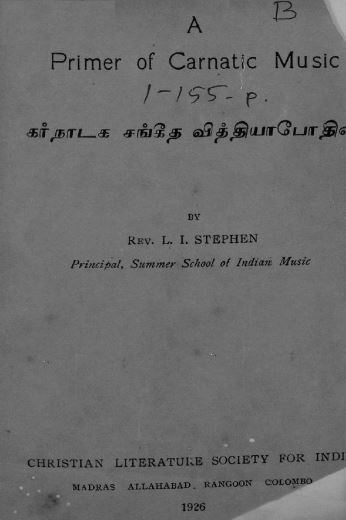 B
A
Primer of Carnatic Music
1-155-p.
கர்நாடக சங்கீத வித்தியாபோதி
BY
REV. L. I. STEPHEN
Principal, Summer School of Indian Music
CHRISTIAN LITERATURE SOCIETY FOR INDI
MADRAS ALLAHABAD, RANGOON COLOMBO
1926